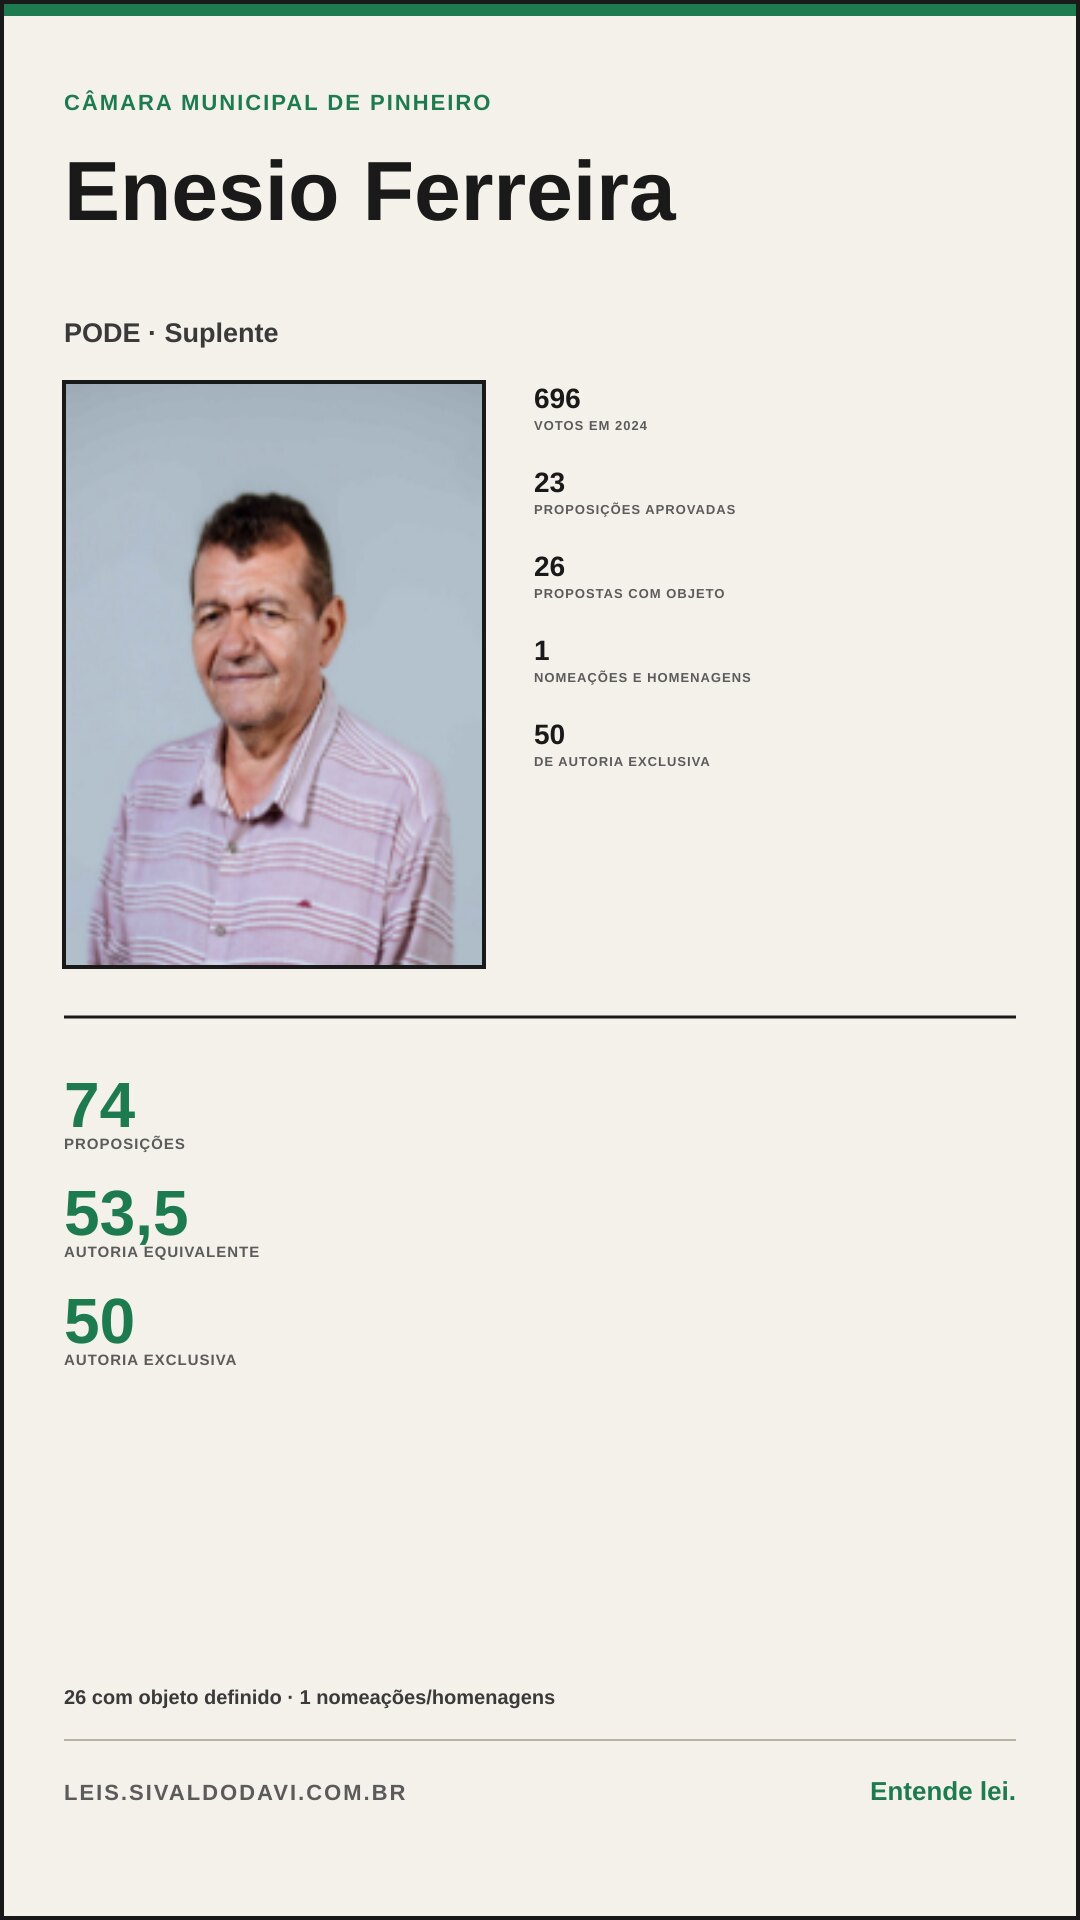 CÂMARA MUNICIPAL DE PINHEIRO
Enesio Ferreira
PODE · Suplente
696
VOTOS EM 2024
23
PROPOSIÇÕES APROVADAS
26
PROPOSTAS COM OBJETO
1
NOMEAÇÕES E HOMENAGENS
50
DE AUTORIA EXCLUSIVA
74
PROPOSIÇÕES
53,5
AUTORIA EQUIVALENTE
50
AUTORIA EXCLUSIVA
26 com objeto definido · 1 nomeações/homenagens
LEIS.SIVALDODAVI.COM.BR
Entende lei.